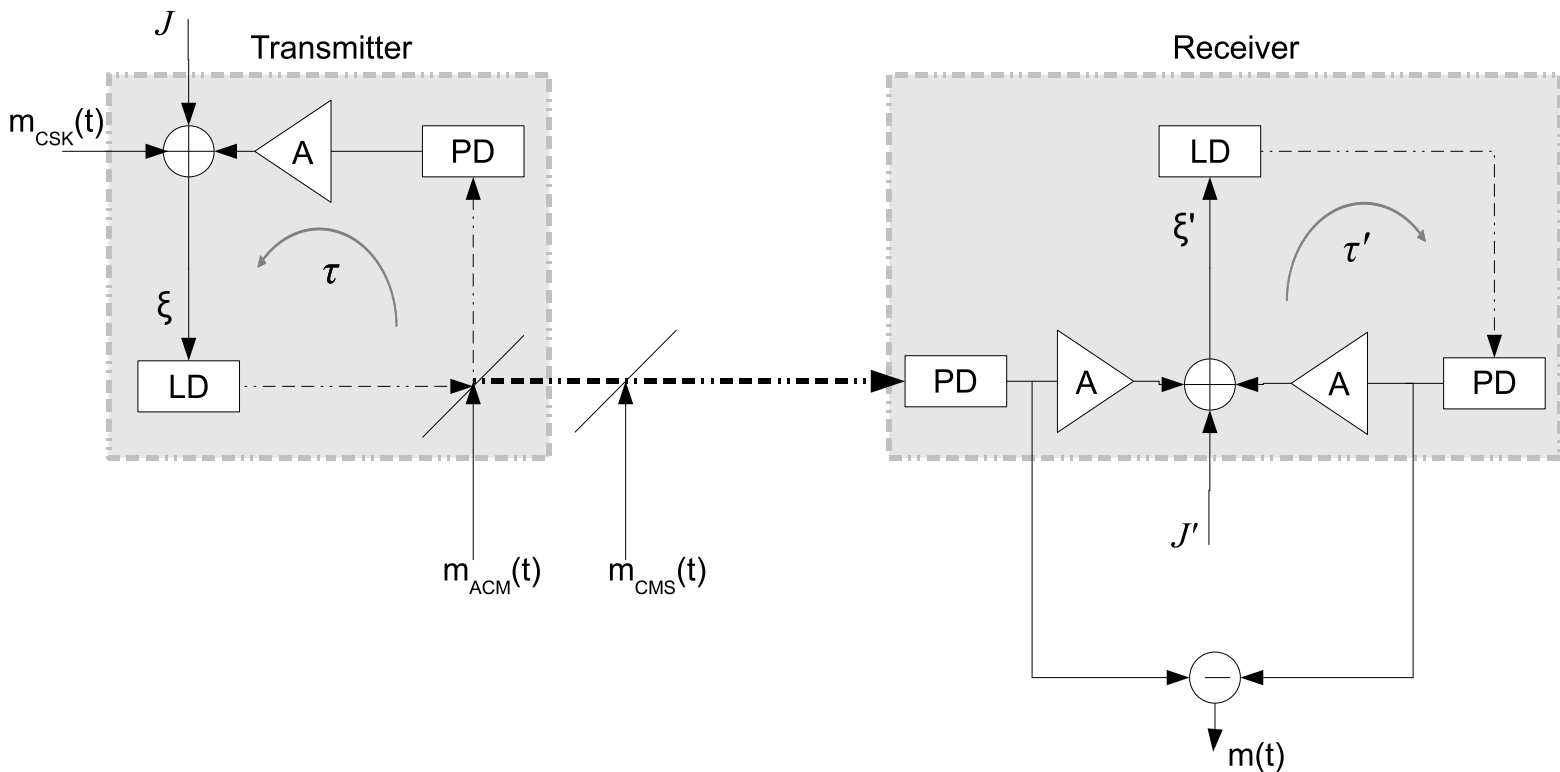 J
Transmitter
Receiver
m_CSK(t)
A
PD
LD
ξ
τ
LD
ξ'
τ′
PD
A
A
PD
J′
m_ACM(t)
m_CMS(t)
m(t)